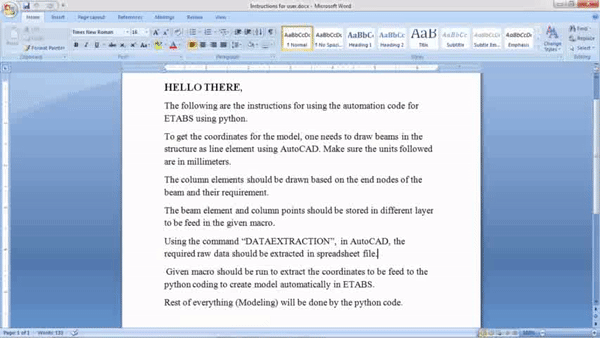 Instructions for uses.docx - Microsoft Word
Home Insert Page Layout References Mailings Review View
Times New Roman 16
Format Painter
AaBbCcDc AaBbCcDc AaBbCc AaBbCc AaB AaBbCc AaBbCcDc AaBbCcDc
¶ Normal ¶ No Spaci... Heading 1 Heading 2 Title Subtitle Subtle Em... Emphasis
Change Styles
Find
Replace
Select
Clipboard Font Paragraph Styles Editing
HELLO THERE,
The following are the instructions for using the automation code for
ETABS using python.
To get the coordinates for the model, one needs to draw beams in the
structure as line element using AutoCAD. Make sure the units followed
are in millimeters.
The column elements should be drawn based on the end nodes of the
beam and their requirement.
The beam element and column points should be stored in different layer
to be feed in the given macro.
Using the command “DATAEXTRACTION”, in AutoCAD, the
required raw data should be extracted in spreadsheet file.
Given macro should be run to extract the coordinates to be feed to the
python coding to create model automatically in ETABS.
Rest of everything (Modeling) will be done by the python code.
Page: 1 of 1 Words: 133